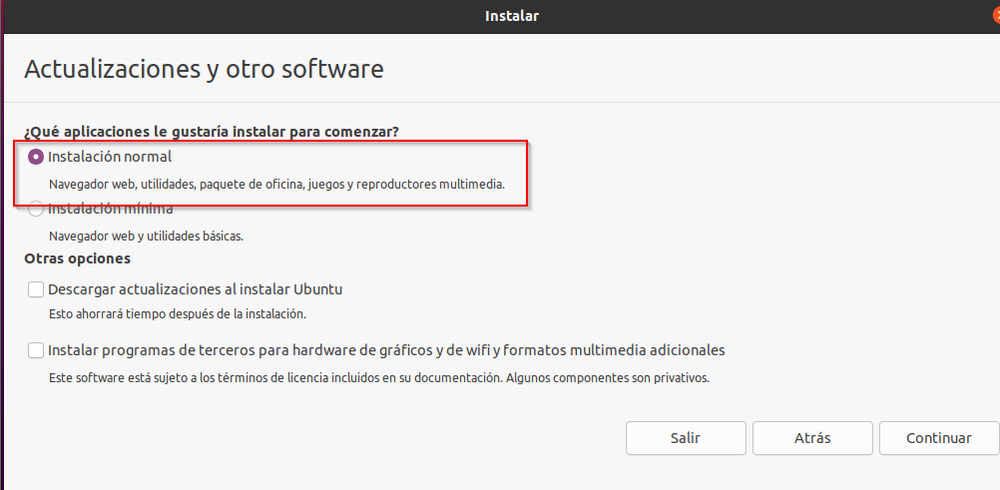 Instalar
Actualizaciones y otro software
¿Qué aplicaciones le gustaría instalar para comenzar?
Instalación normal
Navegador web, utilidades, paquete de oficina, juegos y reproductores multimedia.
Instalación mínima
Navegador web y utilidades básicas.
Otras opciones
Descargar actualizaciones al instalar Ubuntu
Esto ahorrará tiempo después de la instalación.
Instalar programas de terceros para hardware de gráficos y de wifi y formatos multimedia adicionales
Este software está sujeto a los términos de licencia incluidos en su documentación. Algunos componentes son privativos.
Salir
Atrás
Continuar